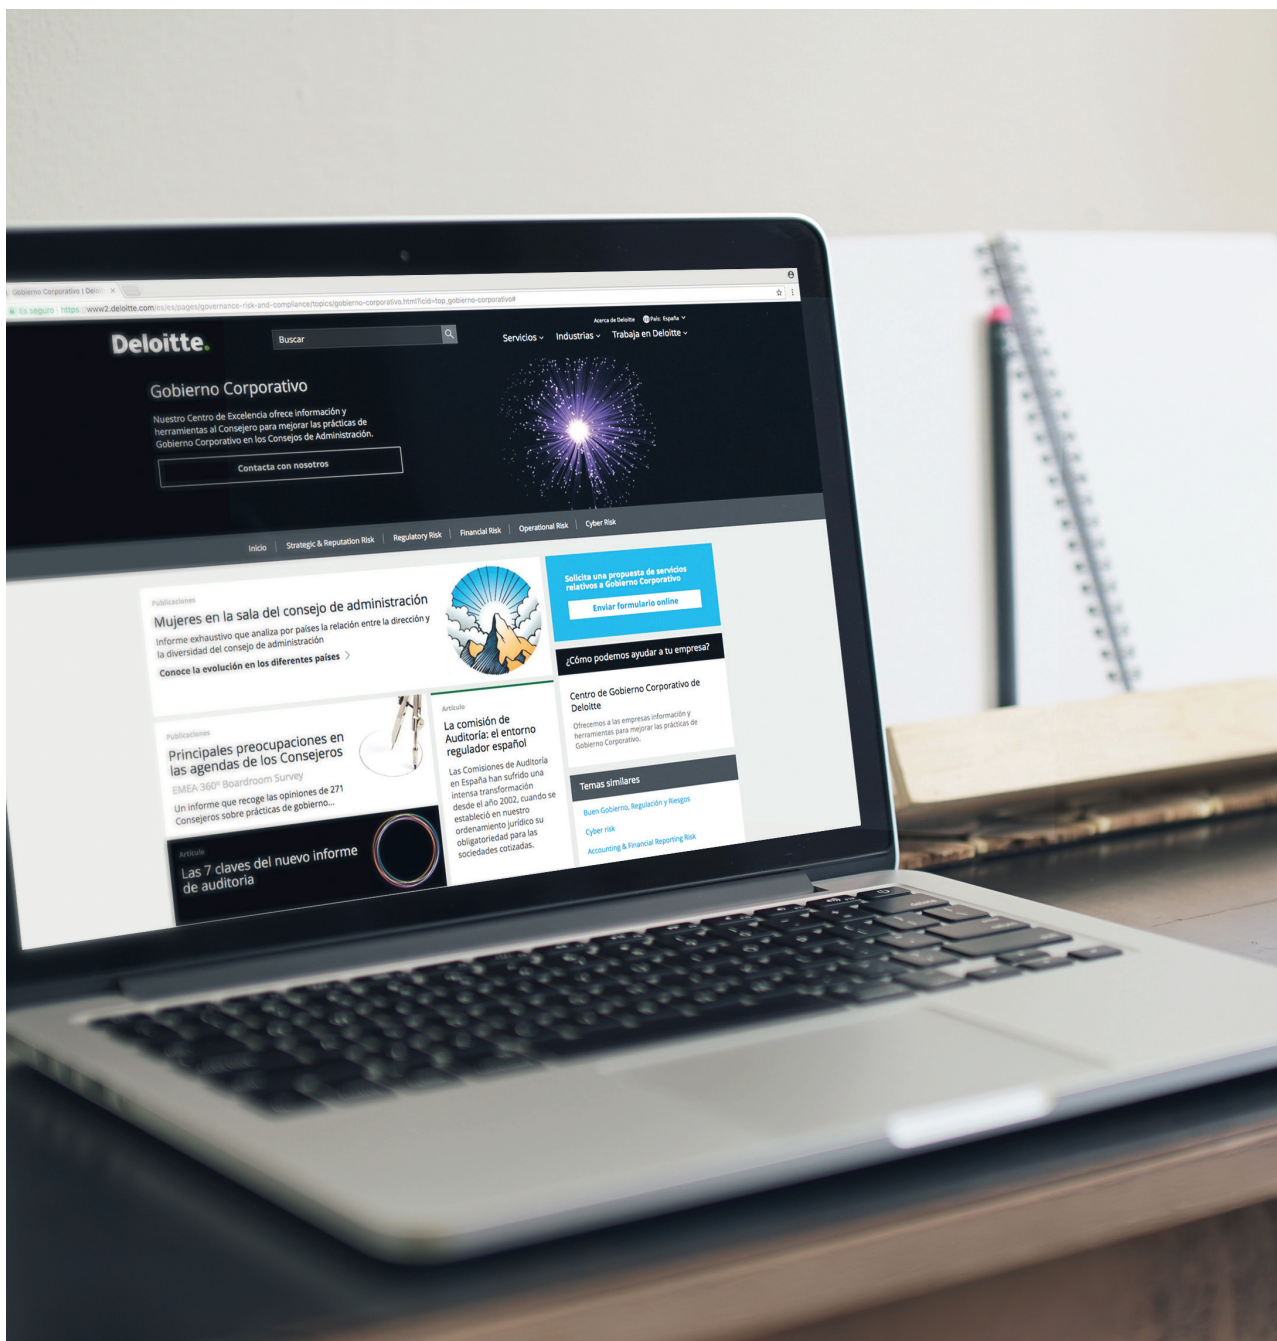 Gobierno Corporativo | Deloitte
Es seguro | https://www2.deloitte.com/es/es/pages/governance-risk-and-compliance/topics/gobierno-corporativo.html?icid=top_gobierno-corporativo#
Acerca de Deloitte País: España
Deloitte.
Buscar
Servicios Industrias Trabaja en Deloitte
Gobierno Corporativo
Nuestro Centro de Excelencia ofrece información y
herramientas al Consejero para mejorar las prácticas de
Gobierno Corporativo en los Consejos de Administración.
Contacta con nosotros
Inicio | Strategic & Reputation Risk | Regulatory Risk | Financial Risk | Operational Risk | Cyber Risk
Publicaciones
Mujeres en la sala del consejo de administración
Informe exhaustivo que analiza por países la relación entre la dirección y
la diversidad del consejo de administración
Conoce la evolución en los diferentes países >
Solicita una propuesta de servicios
relativos a Gobierno Corporativo
Enviar formulario online
Publicaciones
Principales preocupaciones en
las agendas de los Consejeros
EMEA 360º Boardroom Survey
Un informe que recoge las opiniones de 271
Consejeros sobre prácticas de gobierno...
Artículo
La comisión de
Auditoría: el entorno
regulador español
Las Comisiones de Auditoría
en España han sufrido una
intensa transformación
desde el año 2002, cuando se
estableció en nuestro
ordenamiento jurídico su
obligatoriedad para las
sociedades cotizadas.
¿Cómo podemos ayudar a tu empresa?
Centro de Gobierno Corporativo de
Deloitte
Ofrecemos a las empresas información y
herramientas para mejorar las prácticas de
Gobierno Corporativo.
Artículo
Las 7 claves del nuevo informe
de auditoria
Temas similares
Buen Gobierno, Regulación y Riesgos
Cyber risk
Accounting & Financial Reporting Risk